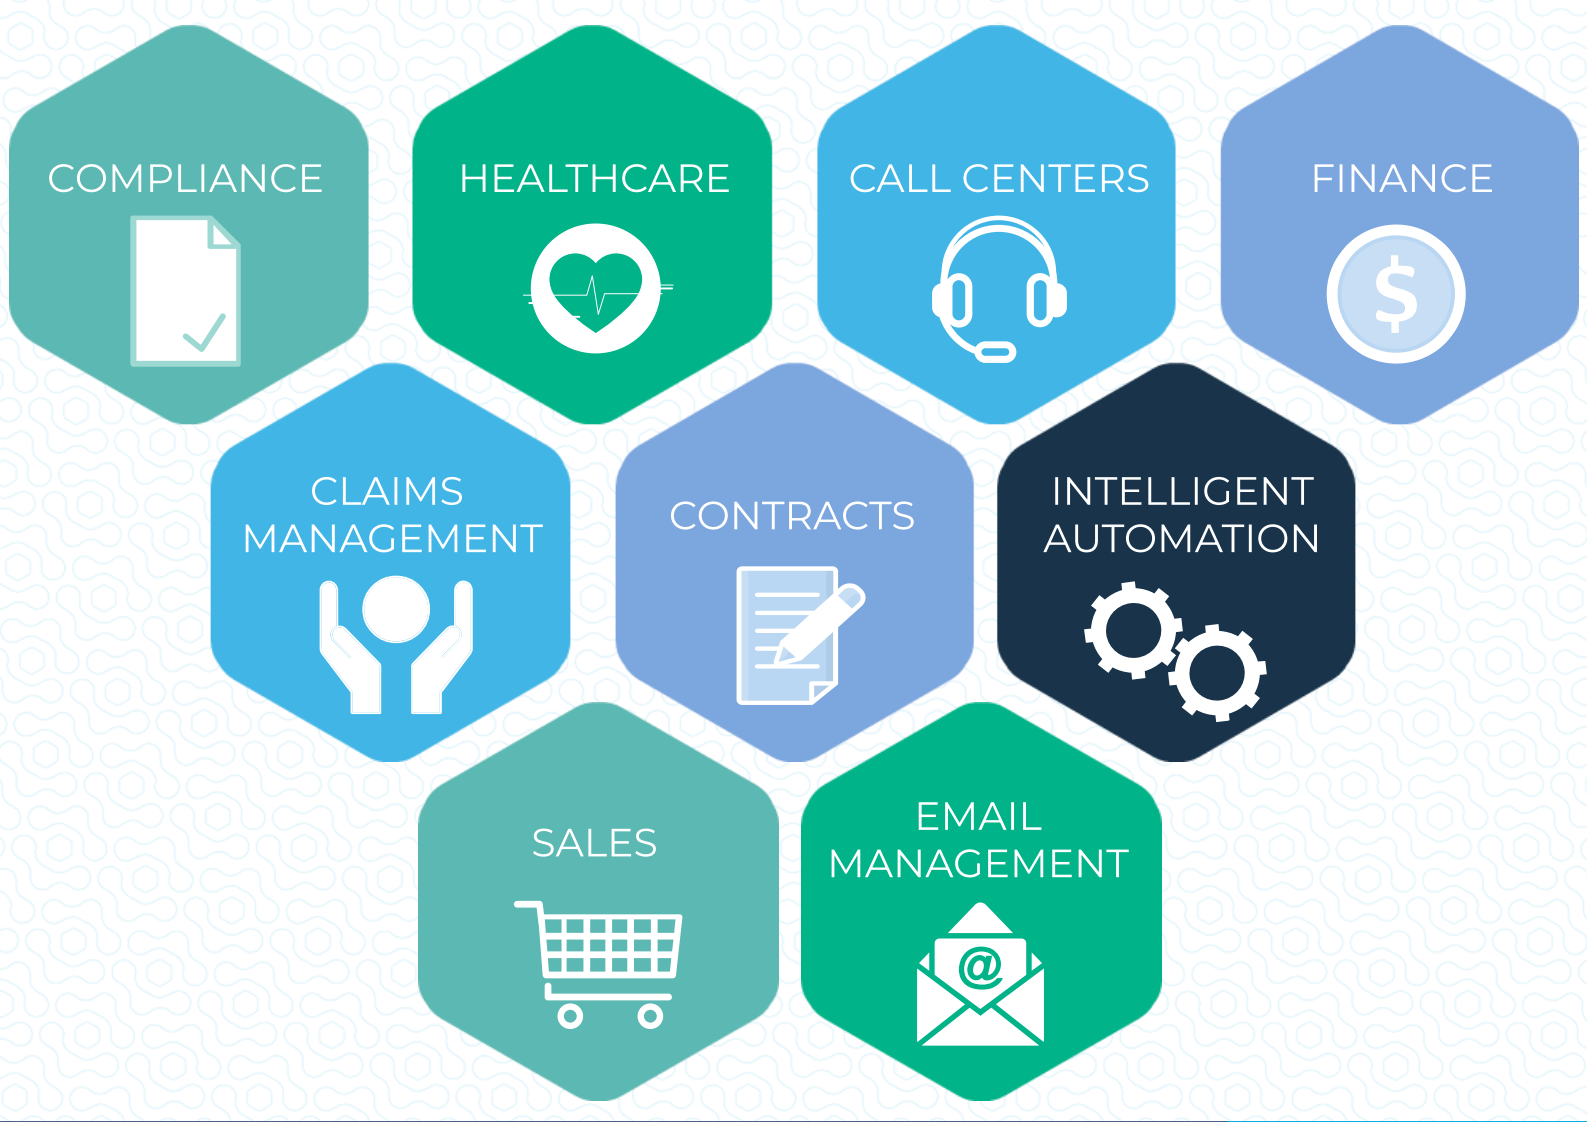 COMPLIANCE
HEALTHCARE
CALL CENTERS
FINANCE
$
CLAIMS
MANAGEMENT
CONTRACTS
INTELLIGENT
AUTOMATION
SALES
EMAIL
MANAGEMENT
@